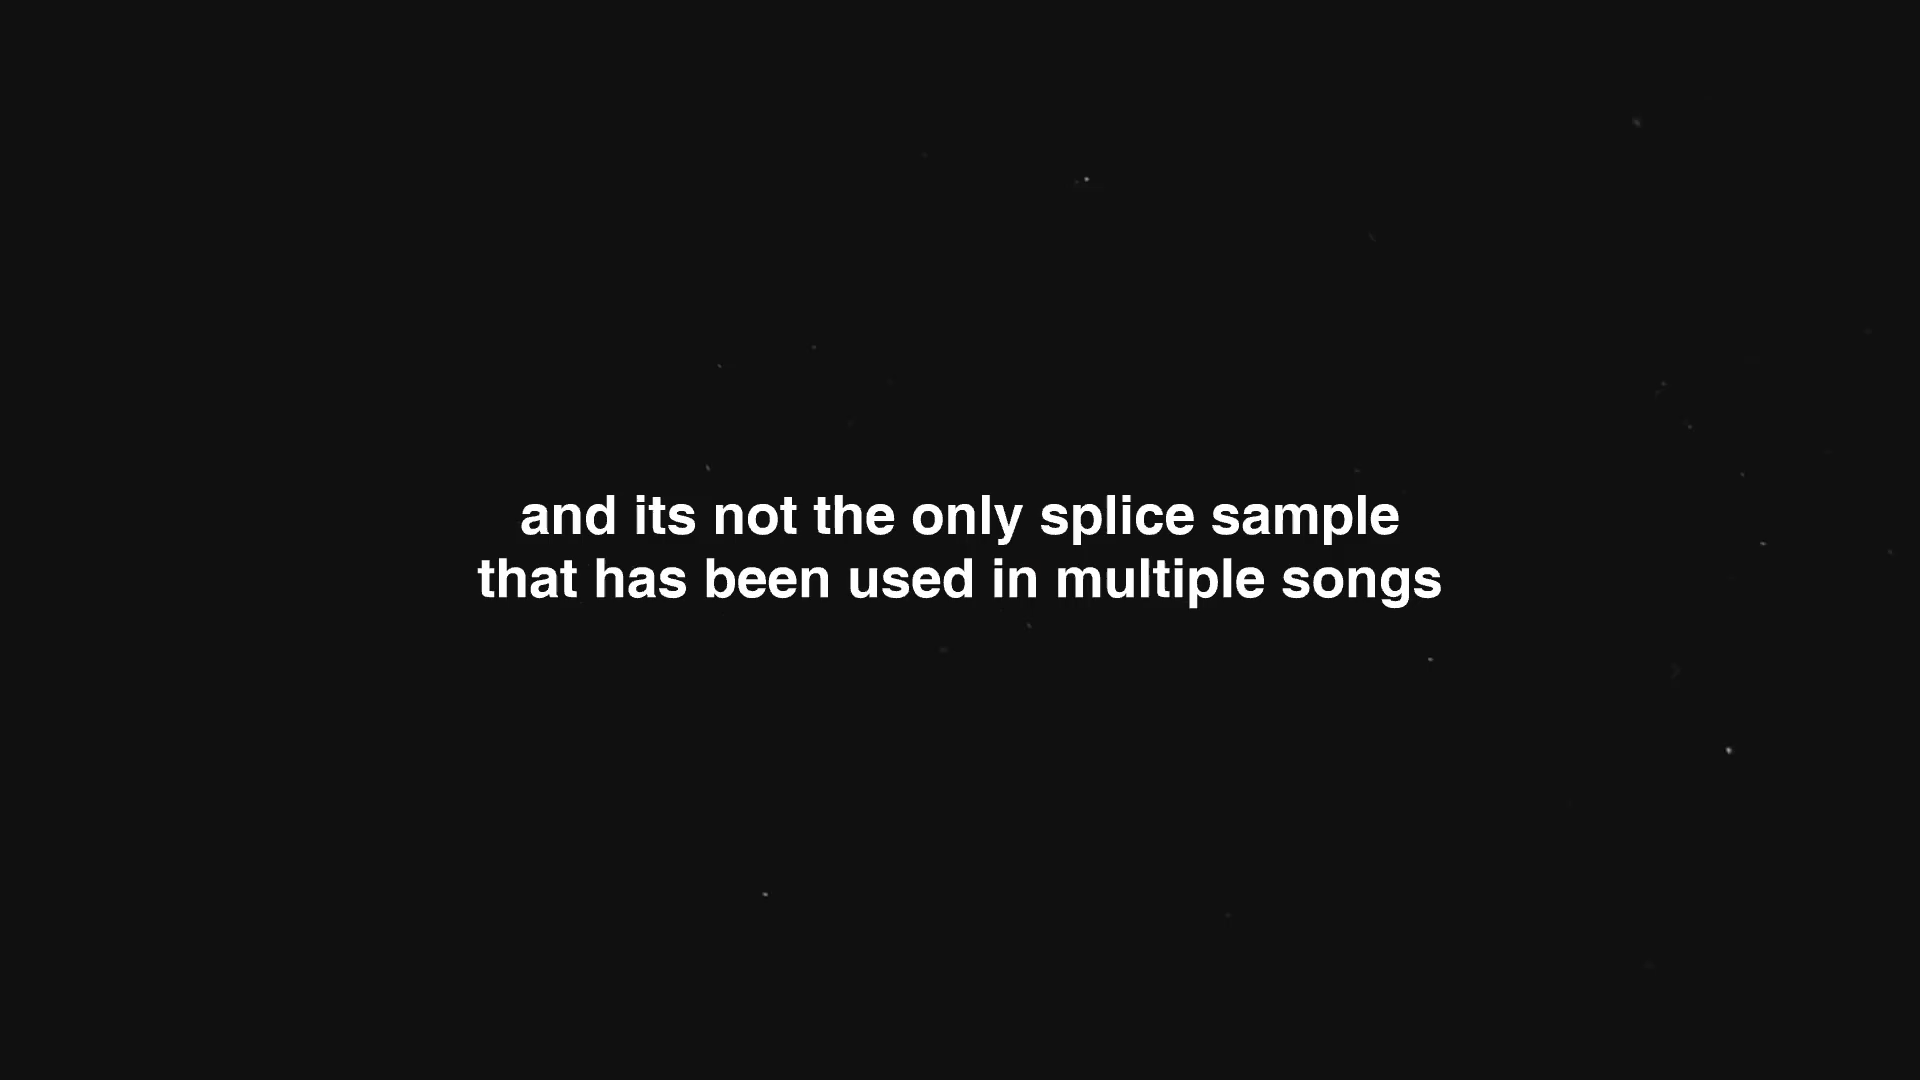 and its not the only splice sample
that has been used in multiple songs